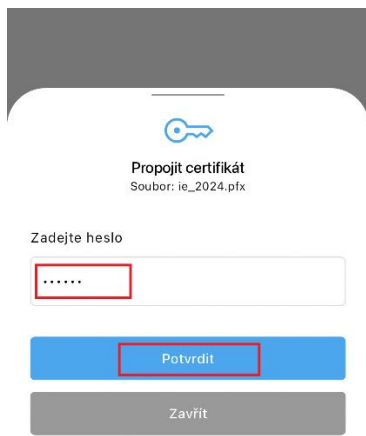 Propojit certifikát
Soubor: ie_2024.pfx
Zadejte heslo
······
Potvrdit
Zavřít